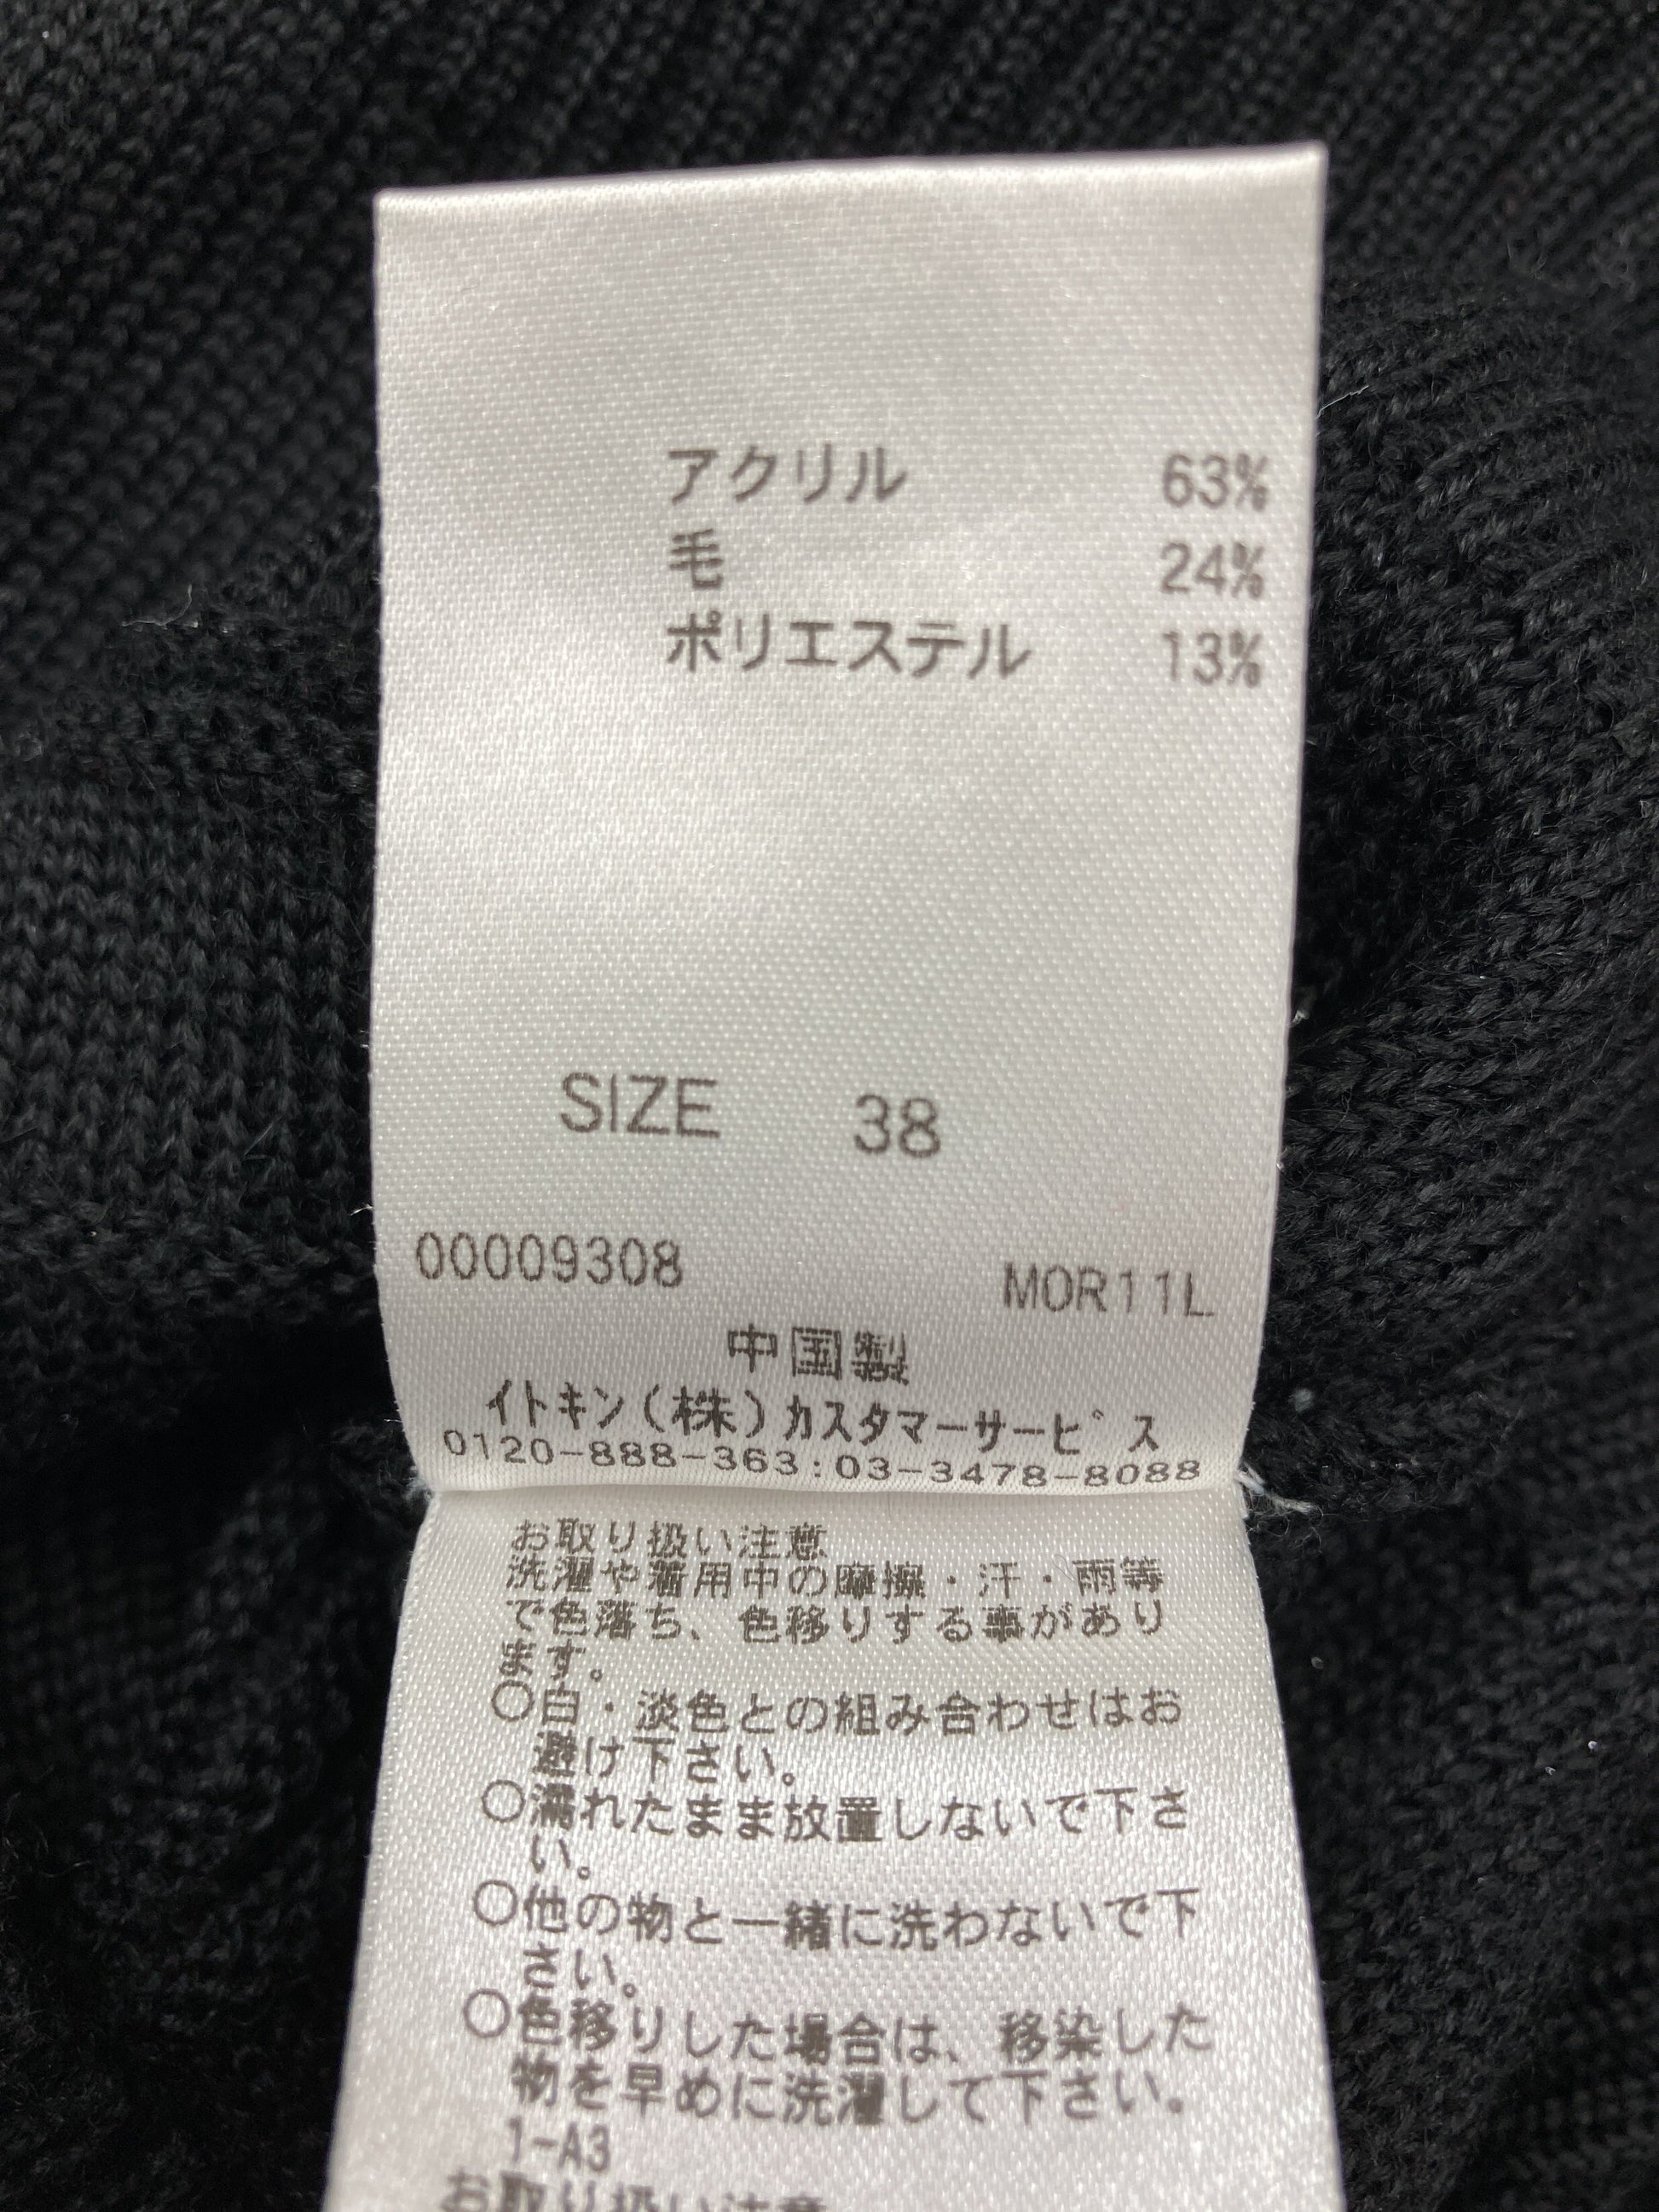 アクリル 63%
毛 24%
ポリエステル 13%
SIZE 38
00009308 MOR11L
中国製
イトキン(株)カスタマーサービス
0120-888-363:03-3478-8088
お取り扱い注意
洗濯や着用中の摩擦・汗・雨等
で色落ち、色移りする事があり
ます。
○白・淡色との組み合わせはお
避け下さい。
○濡れたまま放置しないで下さ
い。
○他の物と一緒に洗わないで下
さい。
○色移りした場合は、移染した
物を早めに洗濯して下さい。
1-A3
お取り扱い注意